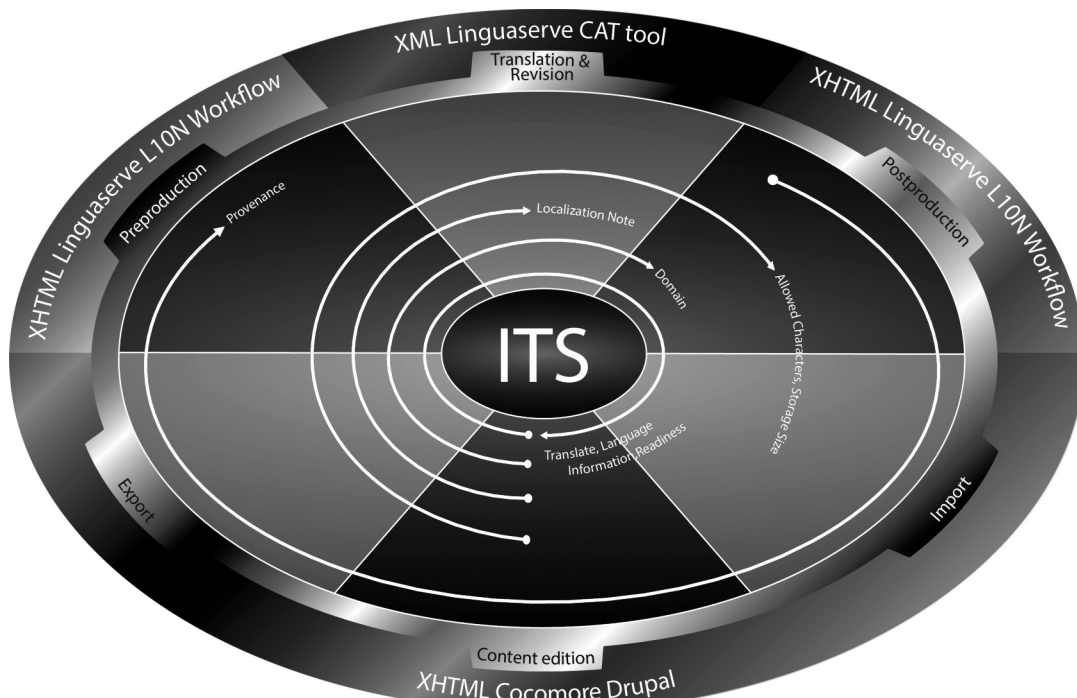 XML Linguaserve CAT tool
Translation &
Revision
XHTML Linguaserve L10N Workflow
Preproduction
XHTML Linguaserve L10N Workflow
Postproduction
Provenance
Localization Note
Domain
Allowed Characters, Storage Size
ITS
Translate, Language
Information,Readiness
Export
Import
Content edition
XHTML Cocomore Drupal